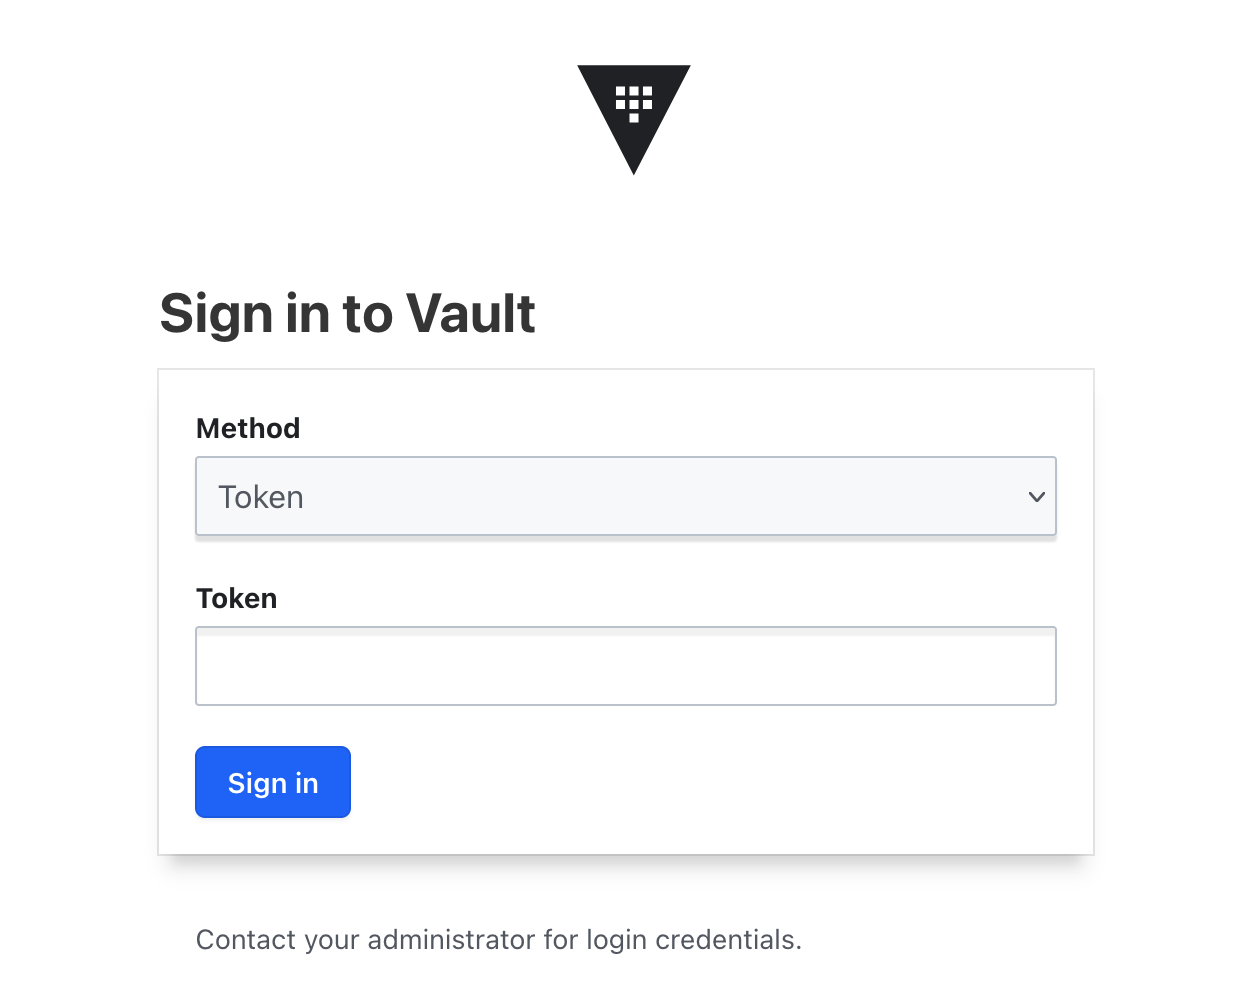 Sign in to Vault
Method
Token
Token
Sign in
Contact your administrator for login credentials.